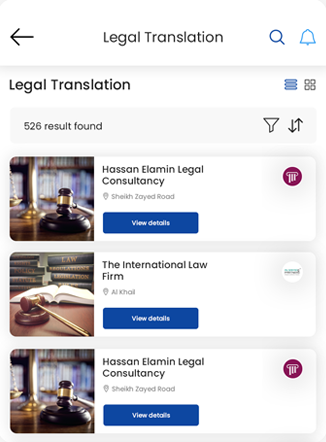 Legal Translation
Legal Translation
526 result found
Hassan Elamin Legal
Consultancy
Sheikh Zayed Road
View details
LAW
The International Law
Firm
Al Khail
View details
Hassan Elamin Legal
Consultancy
Sheikh Zayed Road
View details